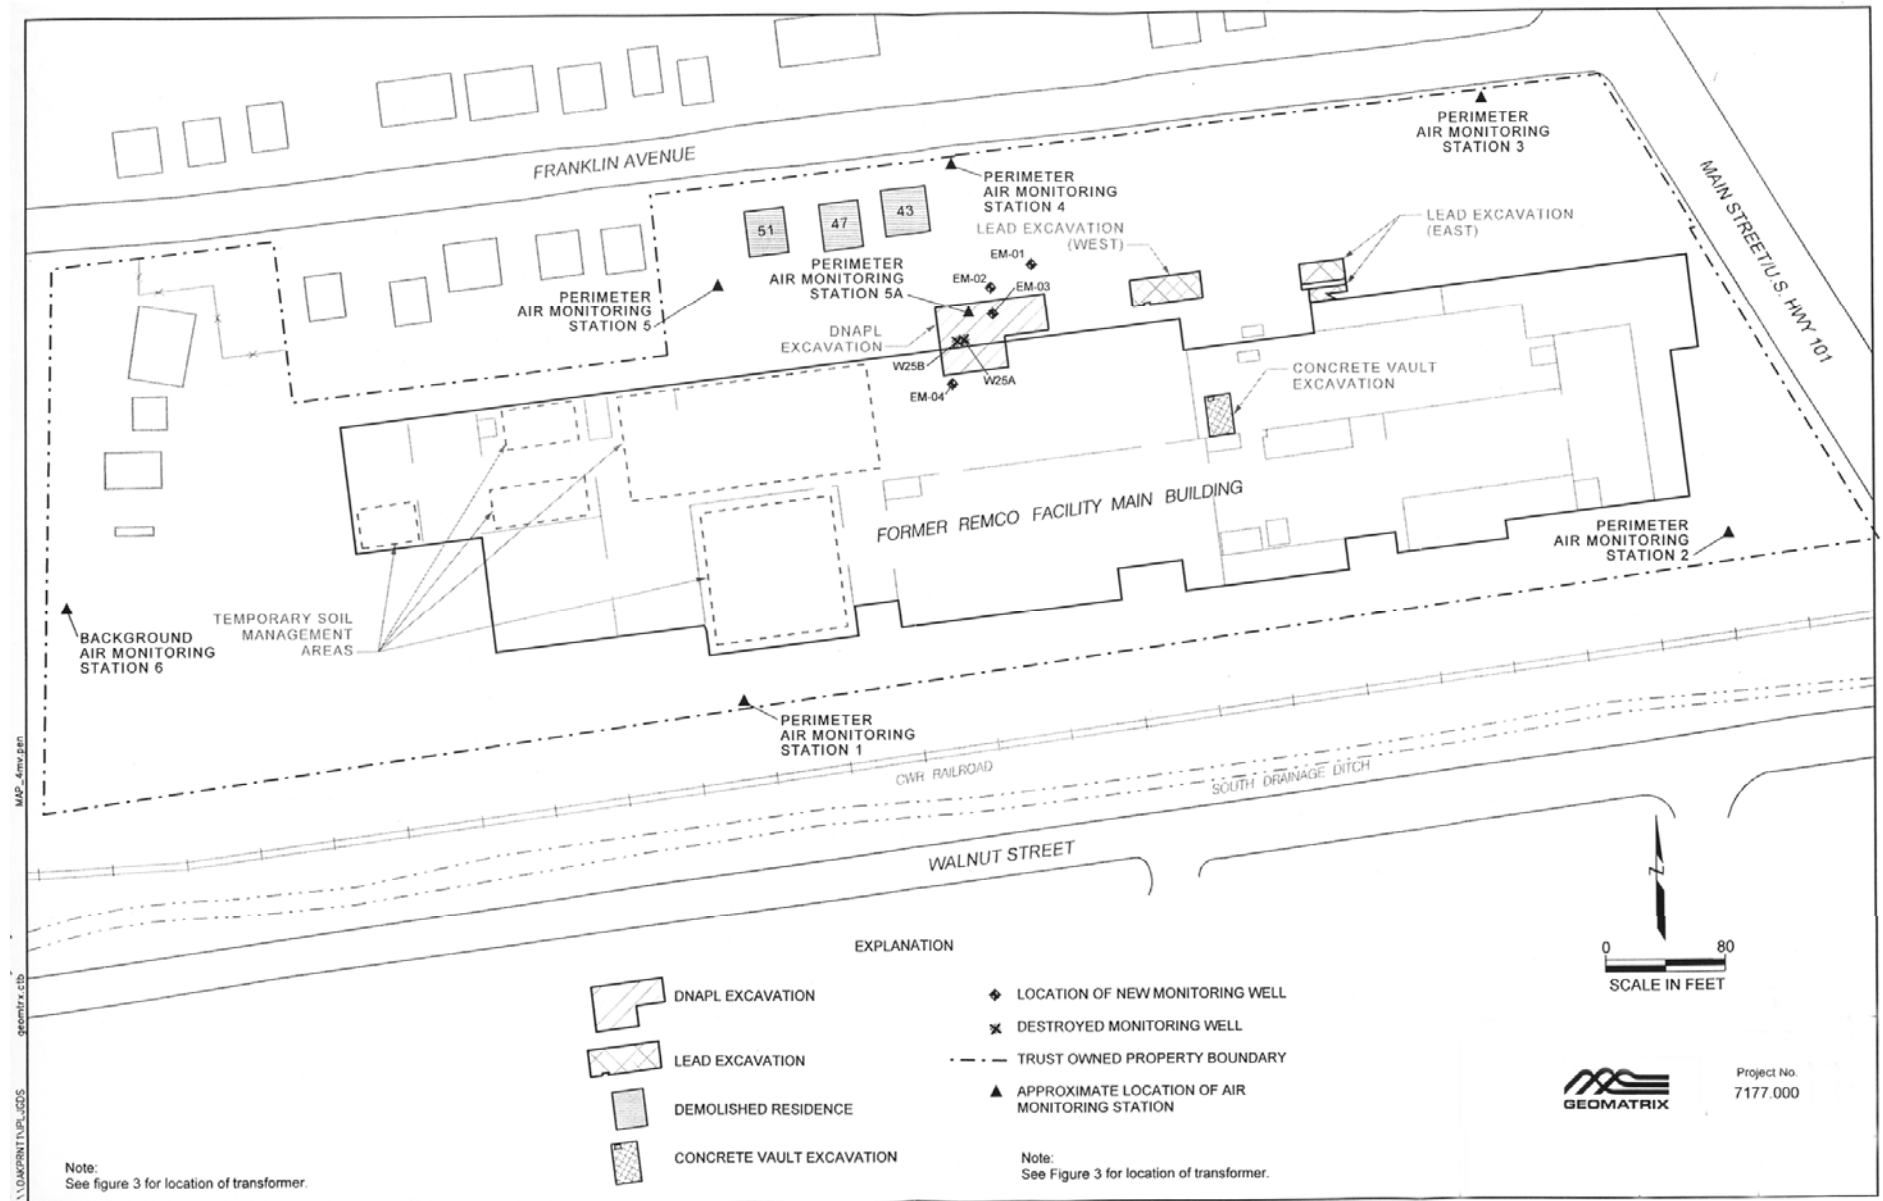 FRANKLIN AVENUE
PERIMETER
AIR MONITORING
STATION 3
MAIN STREET/U.S. HWY 101
PERIMETER
AIR MONITORING
STATION 4
51
47
43
LEAD EXCAVATION
(WEST)
LEAD EXCAVATION
(EAST)
EM-01
EM-02
EM-03
PERIMETER
AIR MONITORING
STATION 5A
PERIMETER
AIR MONITORING
STATION 5
DNAPL
EXCAVATION
W25B
W25A
EM-04
CONCRETE VAULT
EXCAVATION
FORMER REMCO FACILITY MAIN BUILDING
PERIMETER
AIR MONITORING
STATION 2
TEMPORARY SOIL
MANAGEMENT
AREAS
BACKGROUND
AIR MONITORING
STATION 6
PERIMETER
AIR MONITORING
STATION 1
CWR RAILROAD
SOUTH DRAINAGE DITCH
WALNUT STREET
N
0 80
SCALE IN FEET
EXPLANATION
DNAPL EXCAVATION
LEAD EXCAVATION
DEMOLISHED RESIDENCE
CONCRETE VAULT EXCAVATION
LOCATION OF NEW MONITORING WELL
DESTROYED MONITORING WELL
TRUST OWNED PROPERTY BOUNDARY
APPROXIMATE LOCATION OF AIR
MONITORING STATION
Note:
See figure 3 for location of transformer.
Note:
See Figure 3 for location of transformer.
GEOMATRIX
Project No.
7177.000
MAP_4mv.pen
geomtrx.ctb